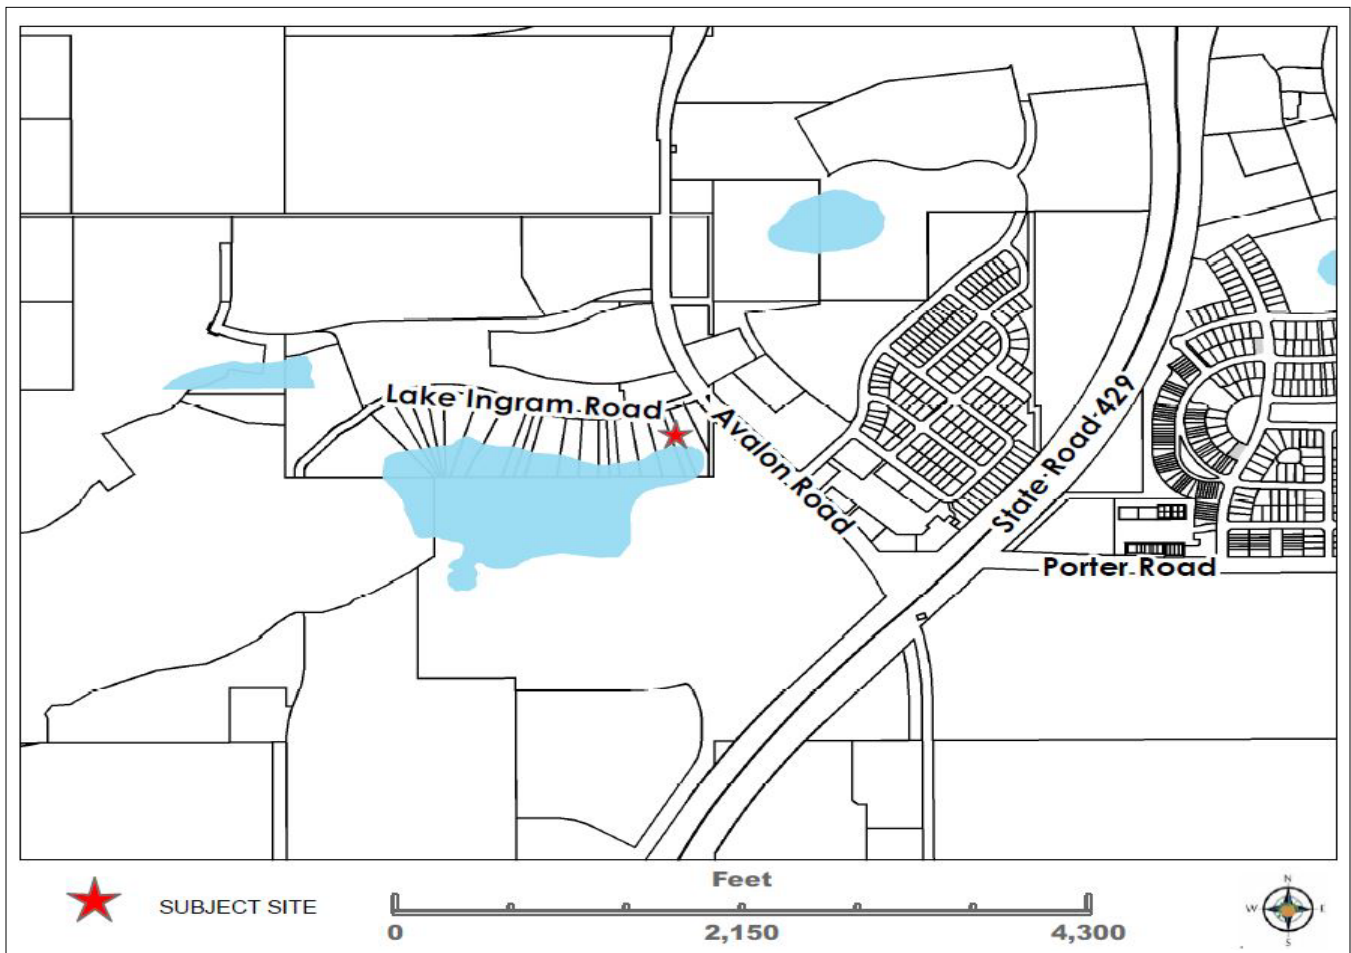 Lake Ingram Road
Avalon Road
State Road 429
Porter Road
Feet
SUBJECT SITE
0 2,150 4,300
N
W E
S